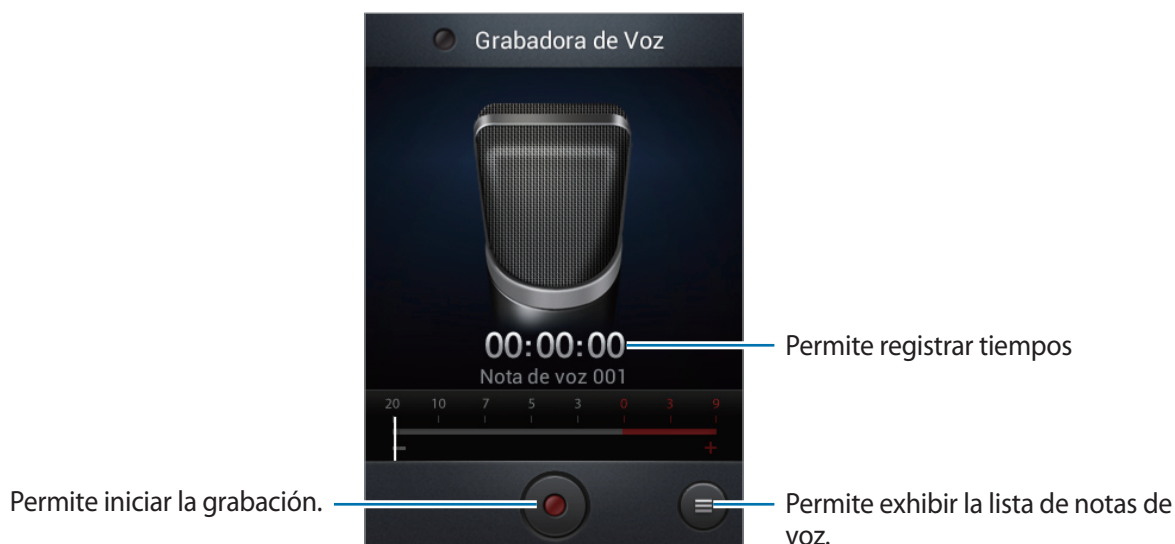 Grabadora de Voz
00:00:00
Permite registrar tiempos
Nota de voz 001
20 10 7 5 3 0 3 9
- +
Permite iniciar la grabación.
Permite exhibir la lista de notas de
voz.